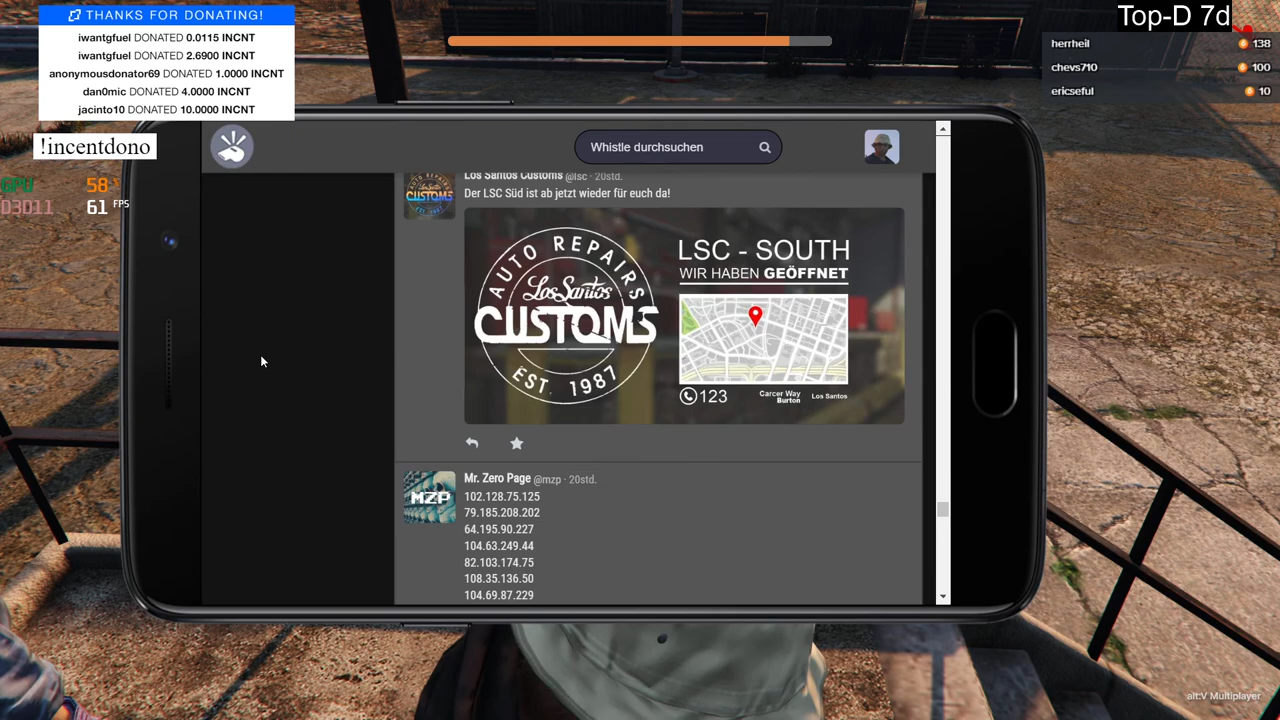 THANKS FOR DONATING!
iwantgfuel DONATED 0.0115 INCNT
iwantgfuel DONATED 2.6900 INCNT
anonymousdonator69 DONATED 1.0000 INCNT
dan0mic DONATED 4.0000 INCNT
jacinto10 DONATED 10.0000 INCNT
!incentdono
GPU 58
D3D11 61 FPS
Top-D 7d
herrheil 138
chevs710 100
ericseful 10
Whistle durchsuchen
Los Santos Customs @lsc · 20std.
Der LSC Süd ist ab jetzt wieder für euch da!
AUTO REPAIRS
Los Santos
CUSTOMS
EST. 1987
LSC - SOUTH
WIR HABEN GEÖFFNET
123
Carcer Way
Burton
Los Santos
Mr. Zero Page @mzp · 20std.
MZP
102.128.75.125
79.185.208.202
64.195.90.227
104.63.249.44
82.103.174.75
108.35.136.50
104.69.87.229
alt:V Multiplayer